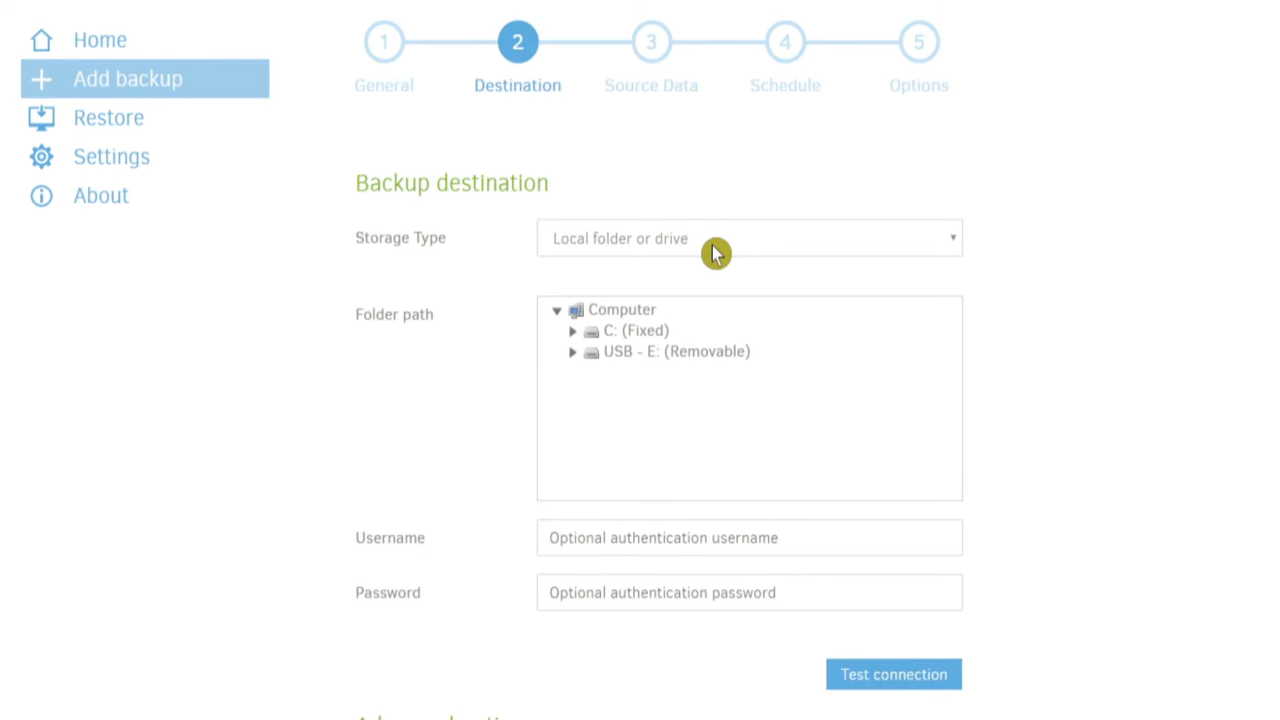 Home
Add backup
Restore
Settings
About
1
2
3
4
5
General
Destination
Source Data
Schedule
Options
Backup destination
Storage Type
Local folder or drive
Folder path
Computer
C: (Fixed)
USB - E: (Removable)
Username
Optional authentication username
Password
Optional authentication password
Test connection